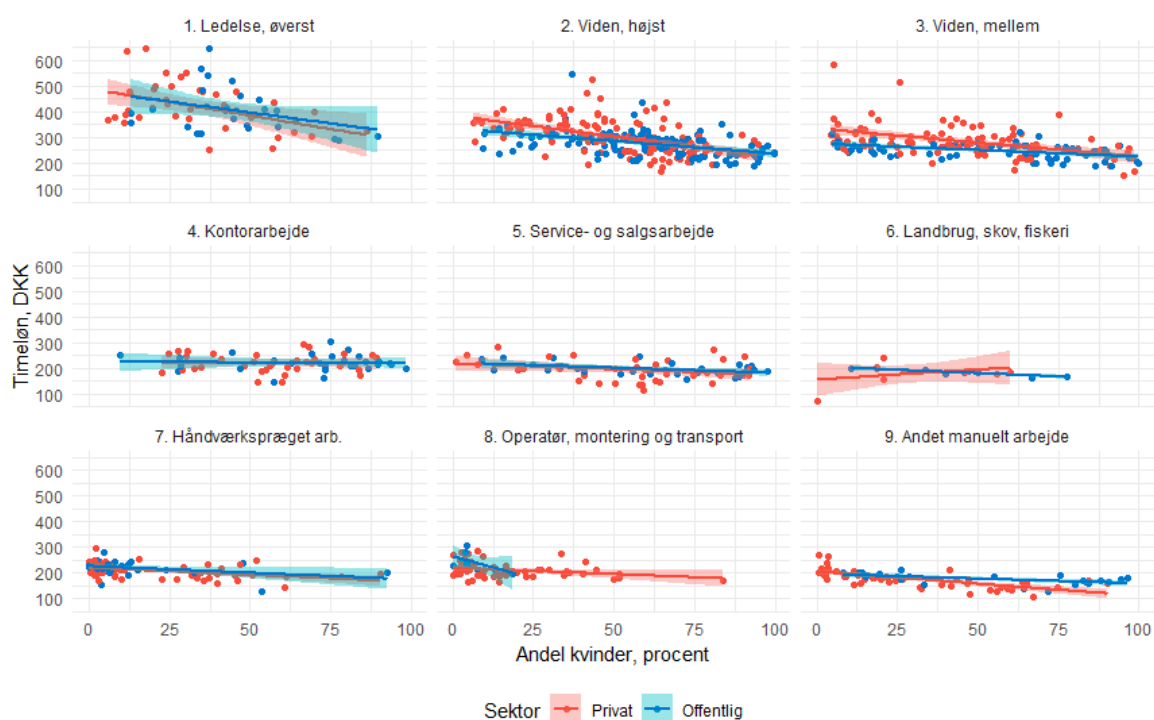 1. Ledelse, øverst
2. Viden, højst
3. Viden, mellem
600
500
400
300
200
100
4. Kontorarbejde
5. Service- og salgsarbejde
6. Landbrug, skov, fiskeri
Timeløn, DKK
600
500
400
300
200
100
7. Håndværkspræget arb.
8. Operatør, montering og transport
9. Andet manuelt arbejde
600
500
400
300
200
100
0 25 50 75 100
0 25 50 75 100
0 25 50 75 100
Andel kvinder, procent
Sektor Privat Offentlig